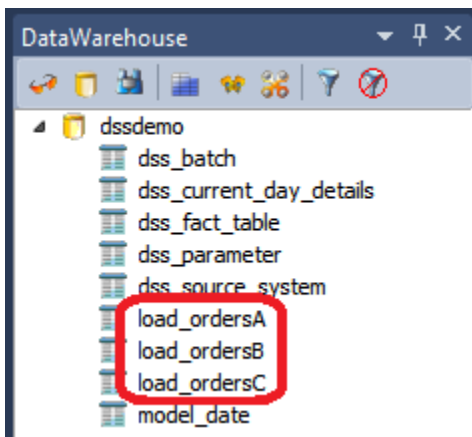 DataWarehouse
dssdemo
dss_batch
dss_current_day_details
dss_fact_table
dss_parameter
dss_source_system
load_ordersA
load_ordersB
load_ordersC
model_date